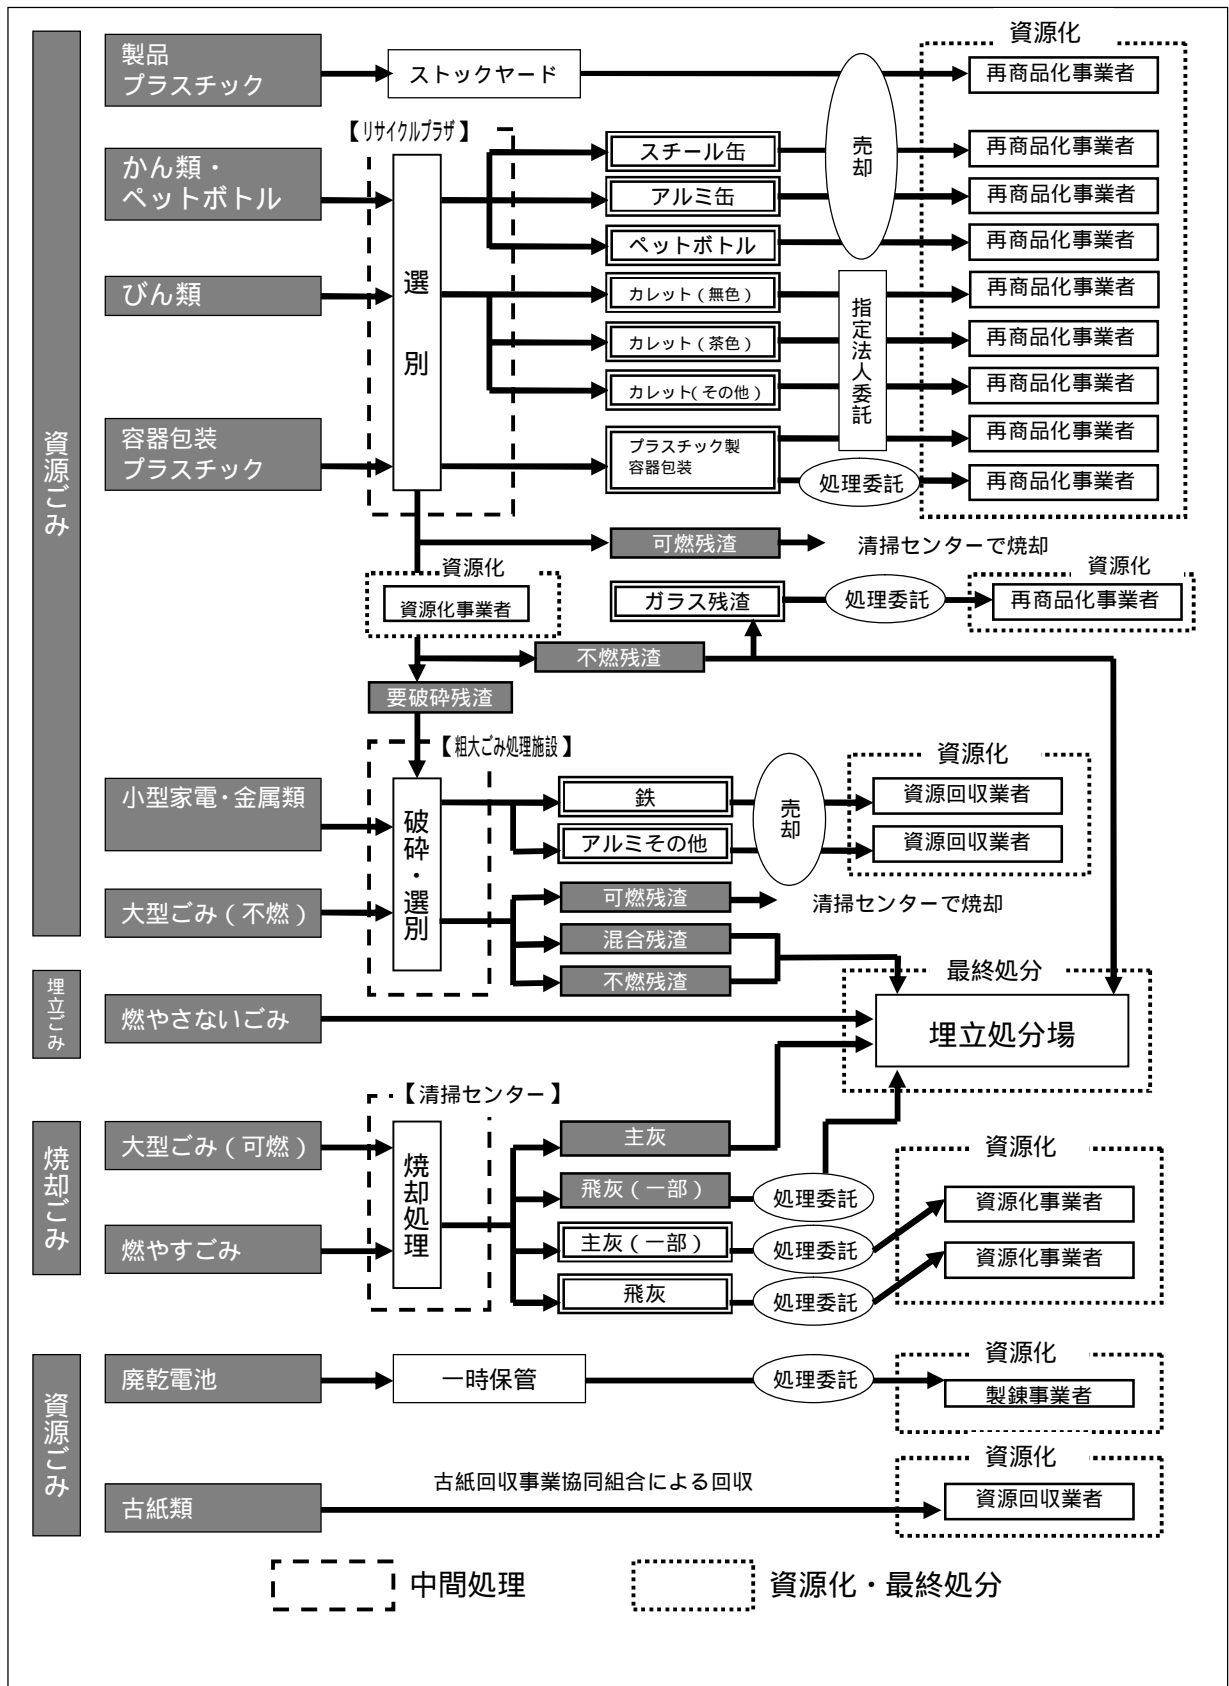 資源化
製品
プラスチック
ストックヤード
再商品化事業者
【リサイクルプラザ】
売却
かん類・
ペットボトル
スチール缶
再商品化事業者
アルミ缶
再商品化事業者
ペットボトル
再商品化事業者
選別
びん類
カレット(無色)
再商品化事業者
指定法人委託
カレット(茶色)
再商品化事業者
カレット(その他)
再商品化事業者
資源ごみ
容器包装
プラスチック
プラスチック製
容器包装
再商品化事業者
処理委託
再商品化事業者
可燃残渣
清掃センターで焼却
資源化
資源化事業者
ガラス残渣
処理委託
資源化
再商品化事業者
不燃残渣
要破砕残渣
【粗大ごみ処理施設】
資源化
小型家電・金属類
破砕・選別
鉄
売却
資源回収業者
アルミその他
資源回収業者
大型ごみ(不燃)
可燃残渣
清掃センターで焼却
混合残渣
不燃残渣
最終処分
埋立ごみ
燃やさないごみ
埋立処分場
【清掃センター】
焼却ごみ
大型ごみ(可燃)
焼却処理
主灰
資源化
飛灰(一部)
処理委託
資源化事業者
燃やすごみ
主灰(一部)
処理委託
資源化事業者
飛灰
処理委託
資源ごみ
廃乾電池
一時保管
処理委託
資源化
製錬事業者
古紙類
古紙回収事業協同組合による回収
資源化
資源回収業者
中間処理
資源化・最終処分